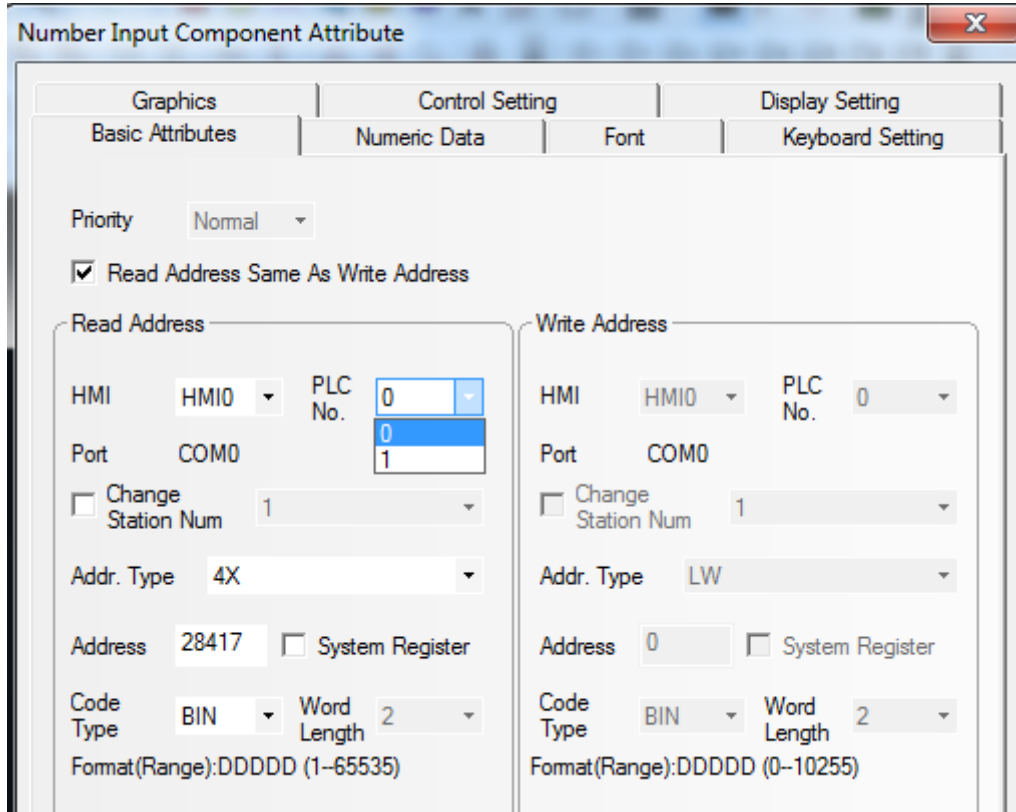 Number Input Component Attribute
Graphics Control Setting Display Setting
Basic Attributes Numeric Data Font Keyboard Setting
Priority Normal
Read Address Same As Write Address
Read Address
HMI HMI0 PLC No. 0
0
1
Port COM0
Change Station Num 1
Addr. Type 4X
Address 28417 System Register
Code Type BIN Word Length 2
Format(Range):DDDDD (1--65535)
Write Address
HMI HMI0 PLC No. 0
Port COM0
Change Station Num 1
Addr. Type LW
Address 0 System Register
Code Type BIN Word Length 2
Format(Range):DDDDD (0--10255)